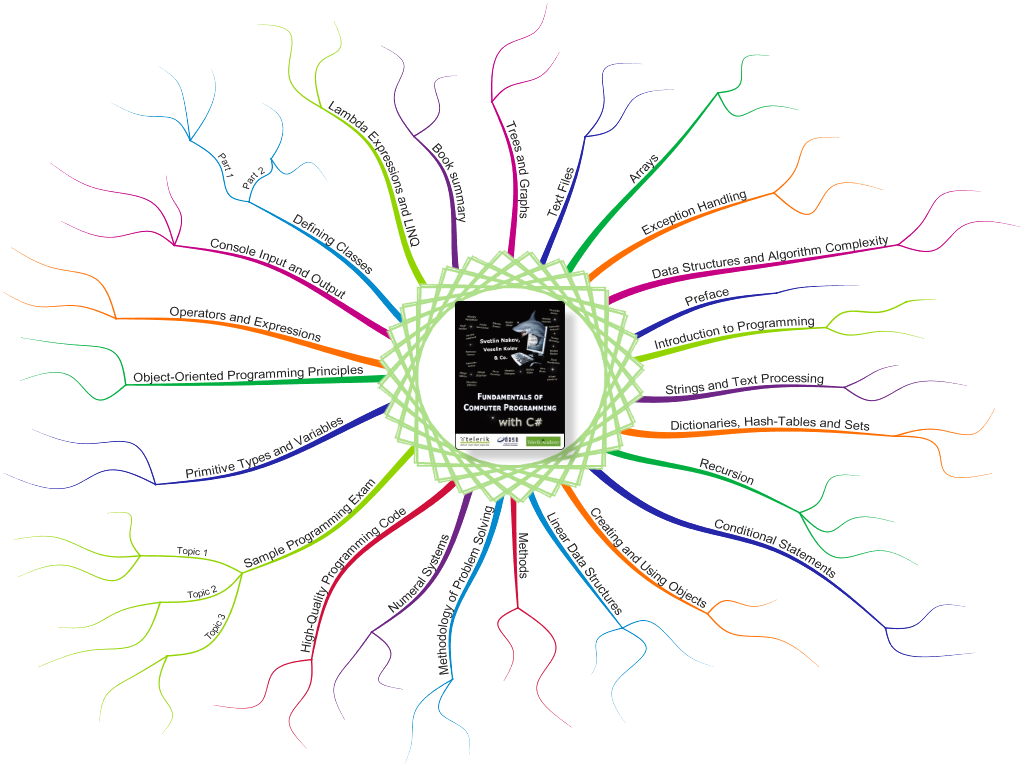 Trees and Graphs
Text Files
Arrays
Exception Handling
Data Structures and Algorithm Complexity
Preface
Introduction to Programming
Strings and Text Processing
Dictionaries, Hash-Tables and Sets
Recursion
Conditional Statements
Creating and Using Objects
Linear Data Structures
Methods
Methodology of Problem Solving
Numeral Systems
High-Quality Programming Code
Sample Programming Exam
Topic 1
Topic 2
Topic 3
Primitive Types and Variables
Object-Oriented Programming Principles
Operators and Expressions
Console Input and Output
Defining Classes
Part 1
Part 2
Lambda Expressions and LINQ
Book summary
Svetlin Nakov,
Veselin Kolev
& Co.
Fundamentals of
Computer Programming
with C#
telerik